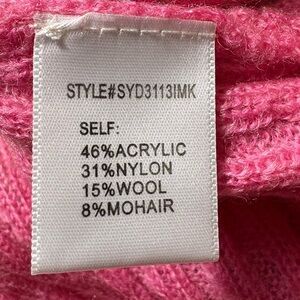 STYLE#SYD3113IMK
SELF:
46%ACRYLIC
31%NYLON
15%WOOL
8%MOHAIR